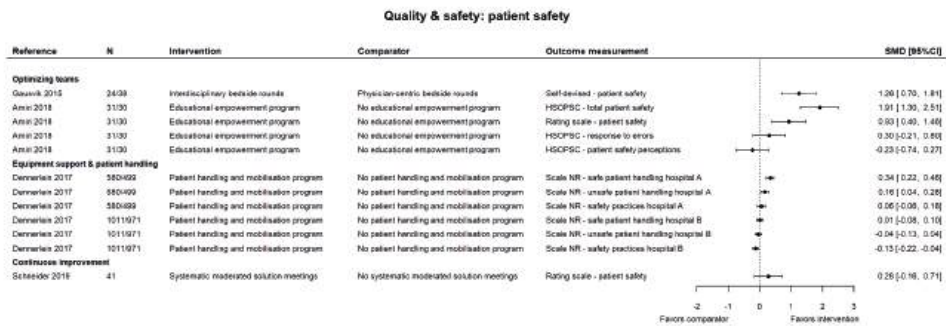 Quality & safety: patient safety
Reference N Intervention Comparator Outcome measurement SMD [95%CI]
Optimizing teams
Gausvik 2015 24/38 Interdisciplinary bedside rounds Physician-centric bedside rounds Self-devised - patient safety 1.26 [0.70, 1.81]
Amiri 2018 31/30 Educational empowerment program No educational empowerment program HSOPSC - total patient safety 1.91 [1.30, 2.51]
Amiri 2018 31/30 Educational empowerment program No educational empowerment program Rating scale - patient safety 0.93 [0.40, 1.46]
Amiri 2018 31/30 Educational empowerment program No educational empowerment program HSOPSC - response to errors 0.30 [-0.21, 0.80]
Amiri 2018 31/30 Educational empowerment program No educational empowerment program HSOPSC - patient safety perceptions -0.23 [-0.74, 0.27]
Equipment support & patient handling
Dennerlein 2017 580/499 Patient handling and mobilisation program No patient handling and mobilisation program Scale NR - safe patient handling hospital A 0.34 [0.22, 0.46]
Dennerlein 2017 580/499 Patient handling and mobilisation program No patient handling and mobilisation program Scale NR - unsafe patient handling hospital A 0.16 [0.04, 0.28]
Dennerlein 2017 580/499 Patient handling and mobilisation program No patient handling and mobilisation program Scale NR - safety practices hospital A 0.06 [-0.06, 0.18]
Dennerlein 2017 1011/971 Patient handling and mobilisation program No patient handling and mobilisation program Scale NR - safe patient handling hospital B 0.01 [-0.08, 0.10]
Dennerlein 2017 1011/971 Patient handling and mobilisation program No patient handling and mobilisation program Scale NR - unsafe patient handling hospital B -0.04 [-0.13, 0.04]
Dennerlein 2017 1011/971 Patient handling and mobilisation program No patient handling and mobilisation program Scale NR - safety practices hospital B -0.13 [-0.22, -0.04]
Continuous improvement
Schneider 2019 41 Systematic moderated solution meetings No systematic moderated solution meetings Rating scale - patient safety 0.28 [-0.16, 0.71]
-2 -1 0 1 2 3
Favors comparator Favors intervention